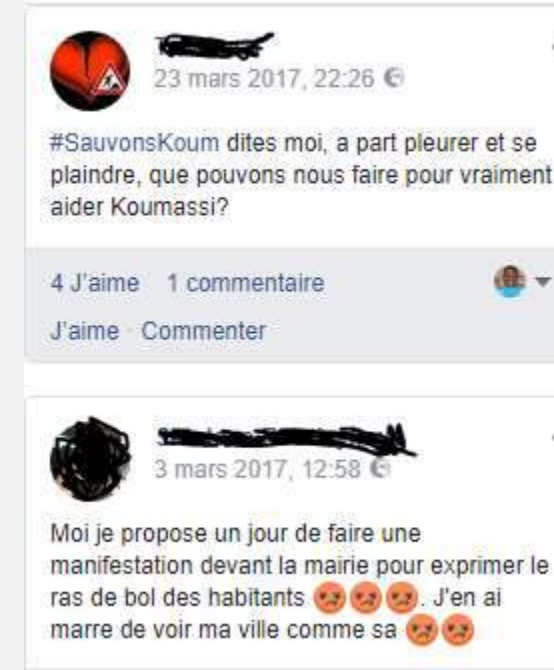 23 mars 2017, 22:26
#SauvonsKoum dites moi, a part pleurer et se
plaindre, que pouvons nous faire pour vraiment
aider Koumassi?
4 J'aime 1 commentaire
J'aime · Commenter
3 mars 2017, 12:58
Moi je propose un jour de faire une
manifestation devant la mairie pour exprimer le
ras de bol des habitants 😡😡😡. J'en ai
marre de voir ma ville comme sa 😡😡